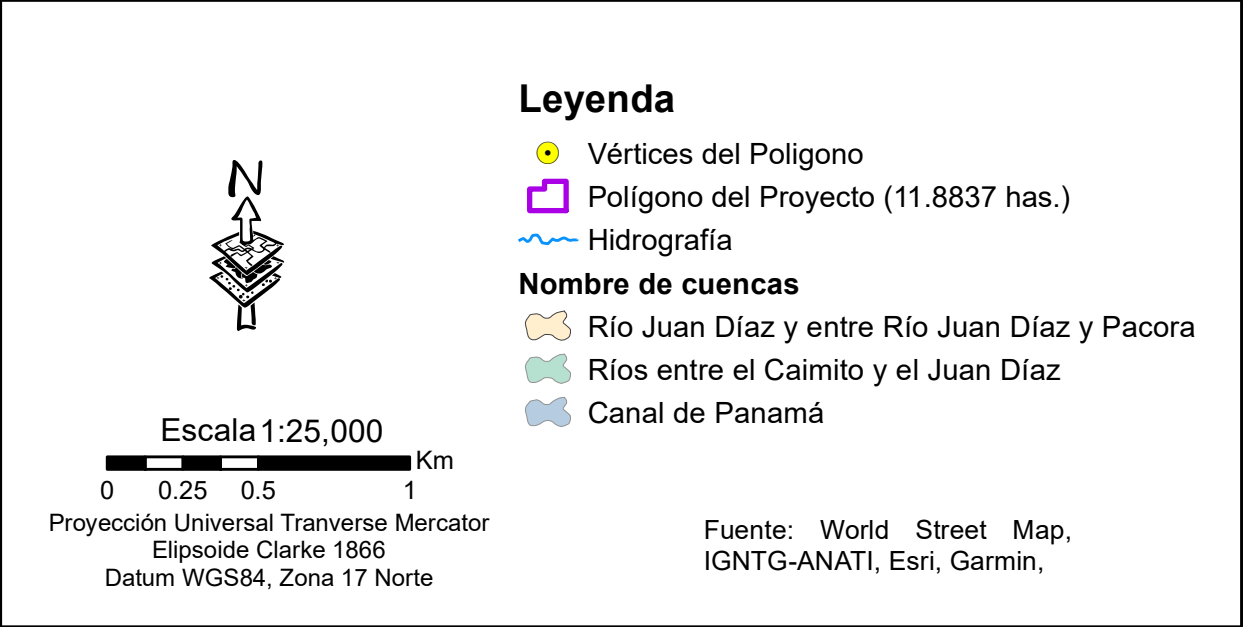 Leyenda
Vértices del Poligono
Polígono del Proyecto (11.8837 has.)
Hidrografía
Nombre de cuencas
Río Juan Díaz y entre Río Juan Díaz y Pacora
Ríos entre el Caimito y el Juan Díaz
Canal de Panamá
N
Escala 1:25,000
Km
0 0.25 0.5 1
Proyección Universal Tranverse Mercator
Elipsoide Clarke 1866
Datum WGS84, Zona 17 Norte
Fuente: World Street Map,
IGNTG-ANATI, Esri, Garmin,